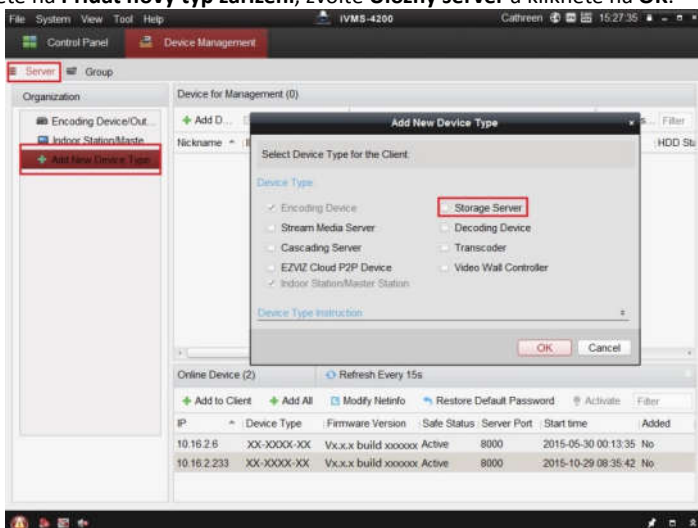 ete na Přidat nový typ zařízení, zvolte Úložný server a klikněte na OK.
File System View Tool Help iVMS-4200 Cathreen 15:27:35
Control Panel Device Management
Server Group
Organization
Encoding Device/Out...
Indoor Station/Maste...
Add New Device Type
Device for Management (0)
Add D...
Filter
Nickname
HDD Sta
Add New Device Type
Select Device Type for the Client.
Device Type:
Encoding Device Storage Server
Stream Media Server Decoding Device
Cascading Server Transcoder
EZVIZ Cloud P2P Device Video Wall Controller
Indoor Station/Master Station
Device Type Instruction
OK Cancel
Online Device (2) Refresh Every 15s
Add to Client Add All Modify Netinfo Restore Default Password Activate Filter
IP Device Type Firmware Version Safe Status Server Port Start time Added
10.16.2.6 XX-XXXX-XX Vx.x.x build xxxxxx Active 8000 2015-05-30 00:13:35 No
10.16.2.233 XX-XXXX-XX Vx.x.x build xxxxxx Active 8000 2015-10-29 08:35:42 No